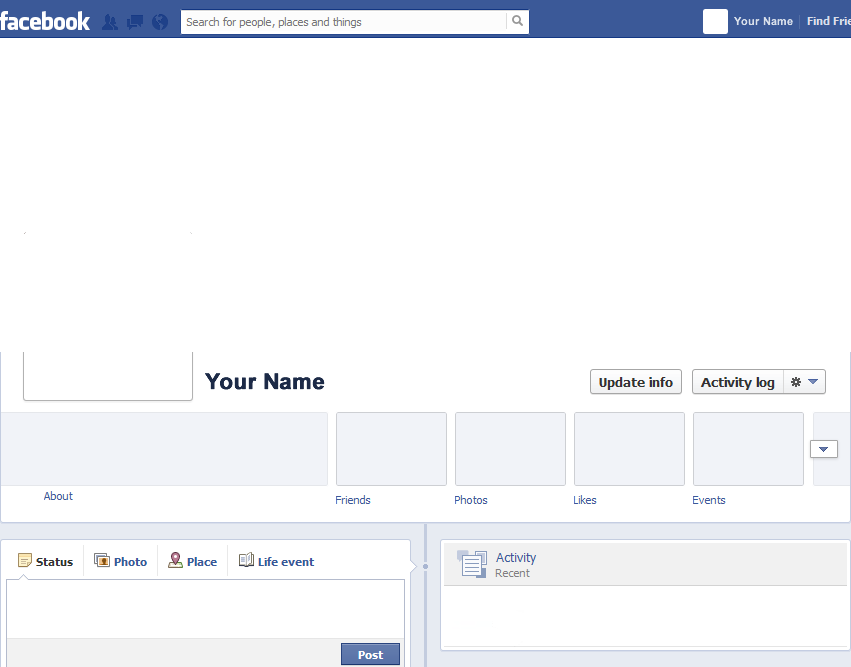 facebook
Search for people, places and things
Your Name
Find Frie
Your Name
Update info
Activity log
About
Friends
Photos
Likes
Events
Status
Photo
Place
Life event
Activity
Recent
Post